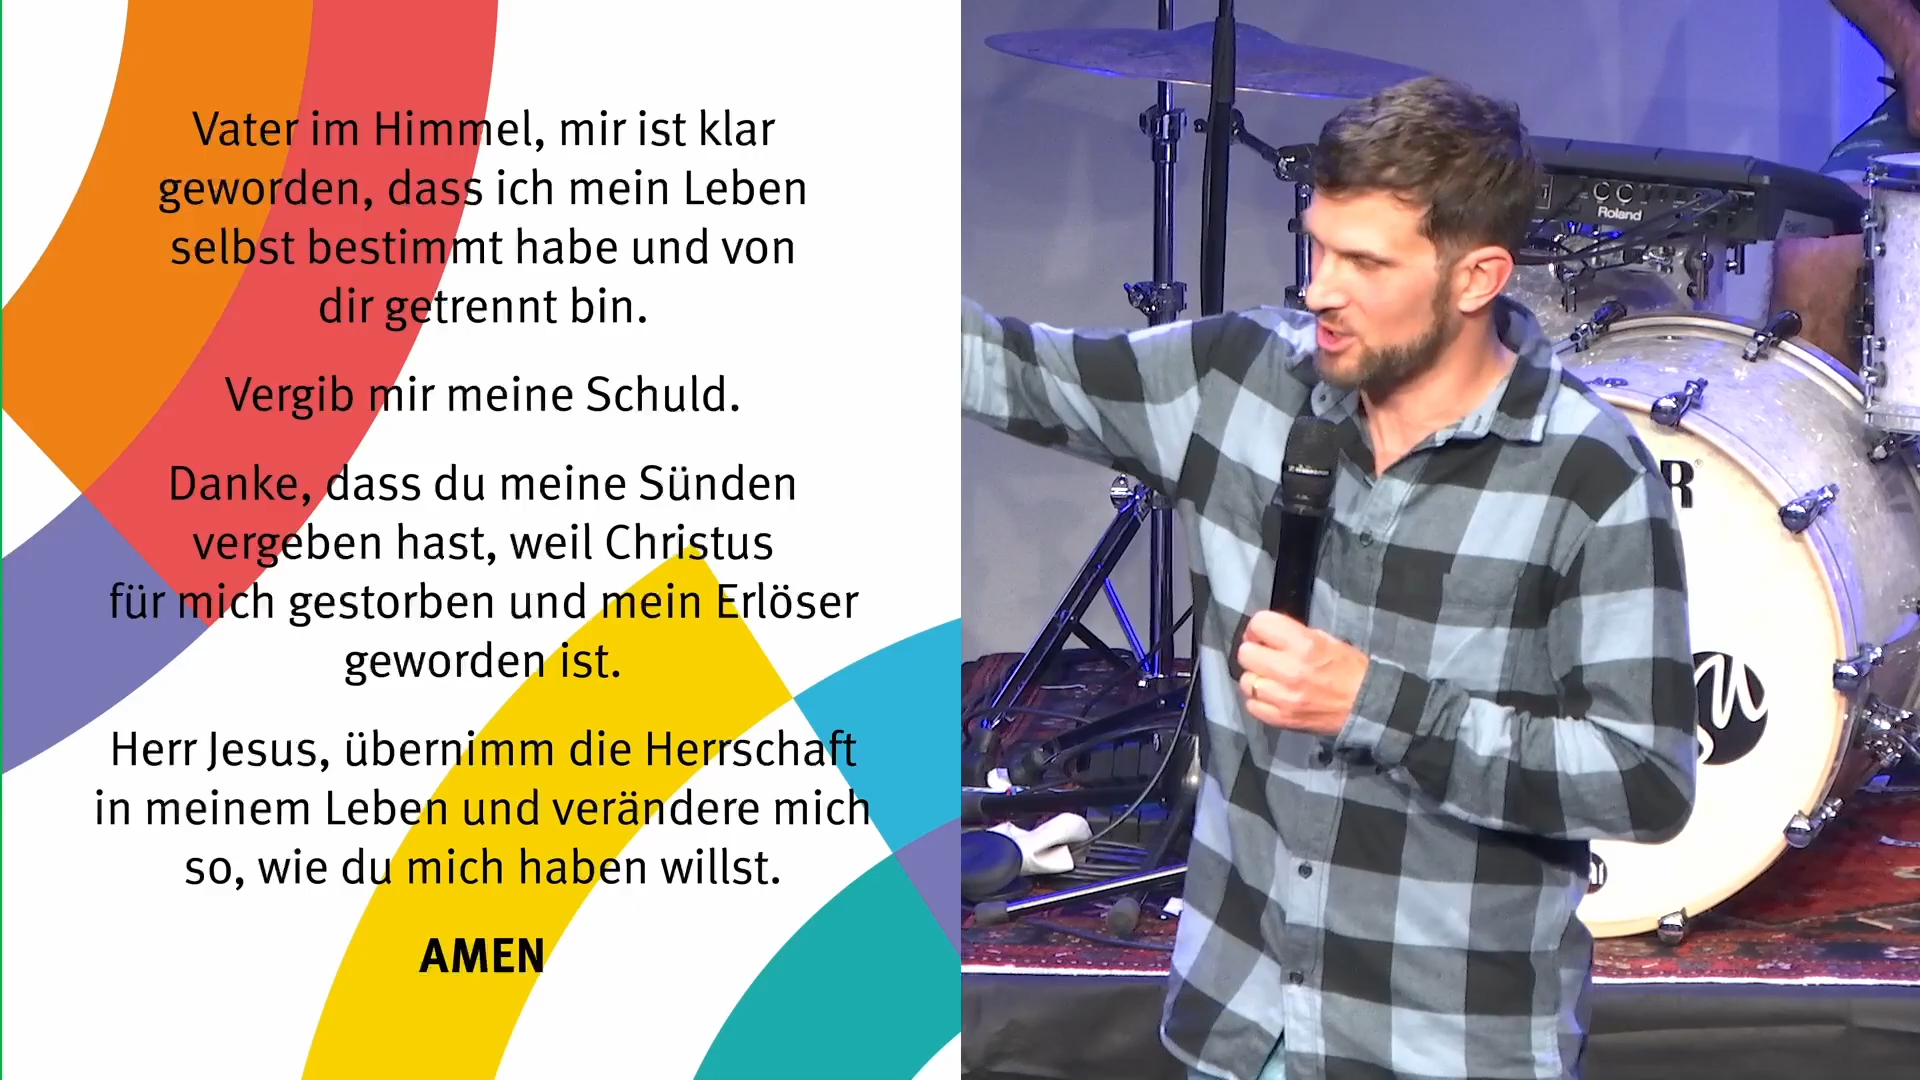 Vater im Himmel, mir ist klar
geworden, dass ich mein Leben
selbst bestimmt habe und von
dir getrennt bin.
Vergib mir meine Schuld.
Danke, dass du meine Sünden
vergeben hast, weil Christus
für mich gestorben und mein Erlöser
geworden ist.
Herr Jesus, übernimm die Herrschaft
in meinem Leben und verändere mich
so, wie du mich haben willst.
AMEN
Roland